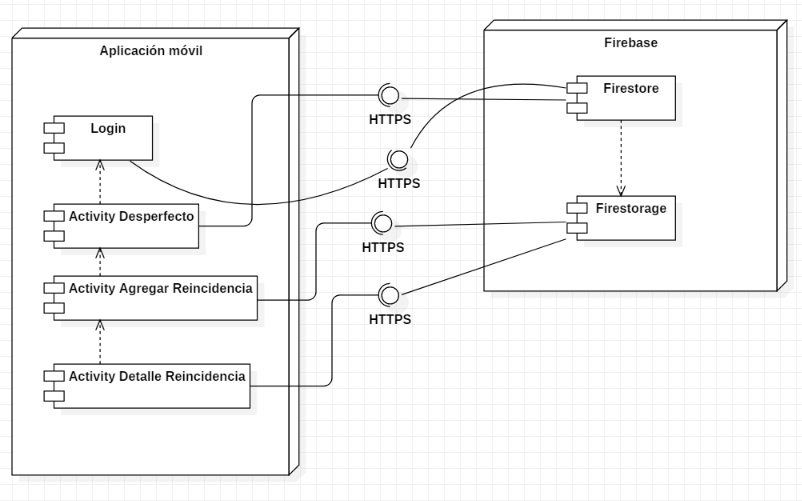 Aplicación móvil
Login
Activity Desperfecto
Activity Agregar Reincidencia
Activity Detalle Reincidencia
HTTPS
HTTPS
HTTPS
HTTPS
Firebase
Firestore
Firestorage